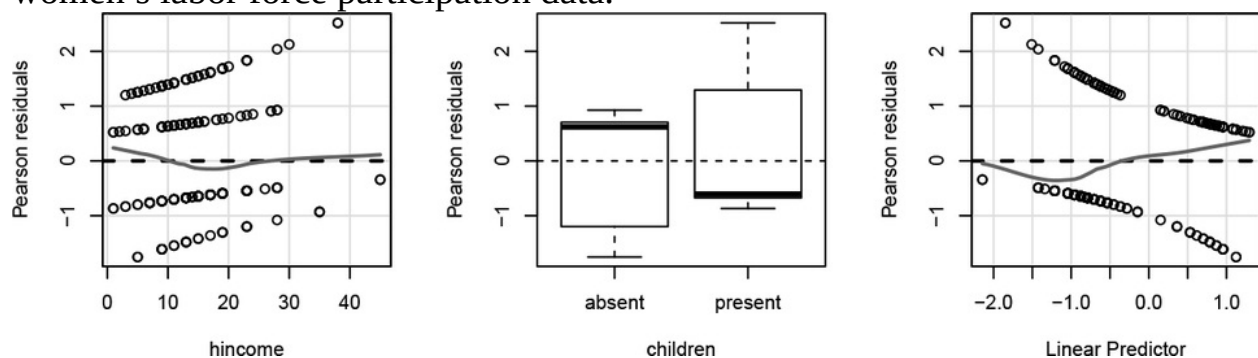 women's labor force participation data.
Pearson residuals
2
1
0
−1
0 10 20 30 40
hincome
Pearson residuals
2
1
0
−1
absent present
children
Pearson residuals
2
1
0
−1
−2.0 −1.0 0.0 1.0
Linear Predictor